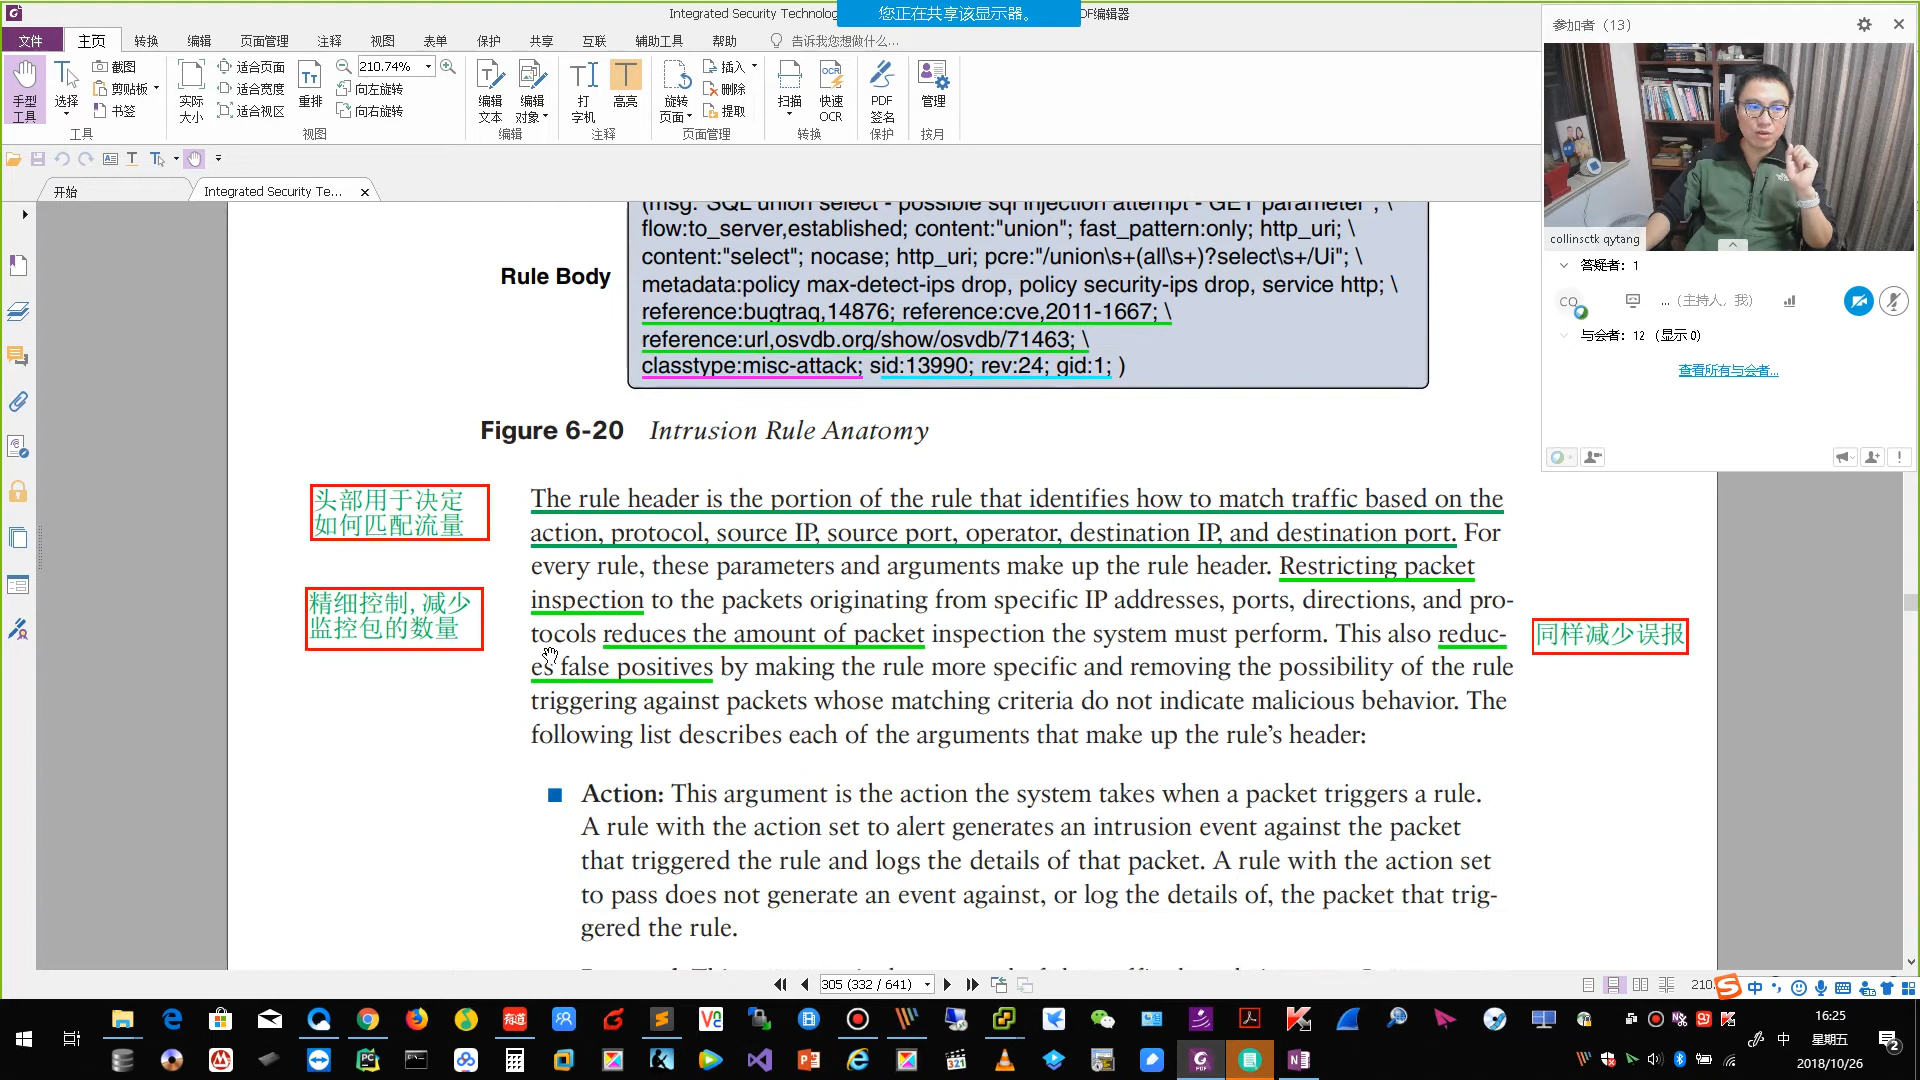 Integrated Security Technolog
您正在共享该显示器。
DF编辑器
文件 主页 转换 编辑 页面管理 注释 视图 表单 保护 共享 互联 辅助工具 帮助 告诉我您想做什么...
手型工具
选择
截图
剪贴板
书签
工具
实际大小
适合页面
适合宽度
适合视区
重排
210.74%
向左旋转
向右旋转
视图
编辑文本
编辑对象
编辑
打字机
高亮
注释
旋转页面
插入
删除
提取
页面管理
扫描
快速OCR
转换
PDF签名
保护
管理
按月
开始
Integrated Security Te...
(msg:"SQL union select - possible sql injection attempt - GET parameter"; \
Rule Body
flow:to_server,established; content:"union"; fast_pattern:only; http_uri; \
content:"select"; nocase; http_uri; pcre:"/union\s+(all\s+)?select\s+/Ui"; \
metadata:policy max-detect-ips drop, policy security-ips drop, service http; \
reference:bugtraq,14876; reference:cve,2011-1667; \
reference:url,osvdb.org/show/osvdb/71463; \
classtype:misc-attack; sid:13990; rev:24; gid:1; )
Figure 6-20 Intrusion Rule Anatomy
头部用于决定
如何匹配流量
The rule header is the portion of the rule that identifies how to match traffic based on the
action, protocol, source IP, source port, operator, destination IP, and destination port. For
every rule, these parameters and arguments make up the rule header. Restricting packet
精细控制,减少
监控包的数量
inspection to the packets originating from specific IP addresses, ports, directions, and pro-
tocols reduces the amount of packet inspection the system must perform. This also reduc-
同样减少误报
es false positives by making the rule more specific and removing the possibility of the rule
triggering against packets whose matching criteria do not indicate malicious behavior. The
following list describes each of the arguments that make up the rule's header:
■ Action: This argument is the action the system takes when a packet triggers a rule.
A rule with the action set to alert generates an intrusion event against the packet
that triggered the rule and logs the details of that packet. A rule with the action set
to pass does not generate an event against, or log the details of, the packet that trig-
gered the rule.
305 (332 / 641)
210.
参加者 (13)
collinsctk qytang
答疑者: 1
CQ ... (主持人, 我)
与会者: 12 (显示 0)
查看所有与会者...
中
16:25
中 星期五
2018/10/26
2